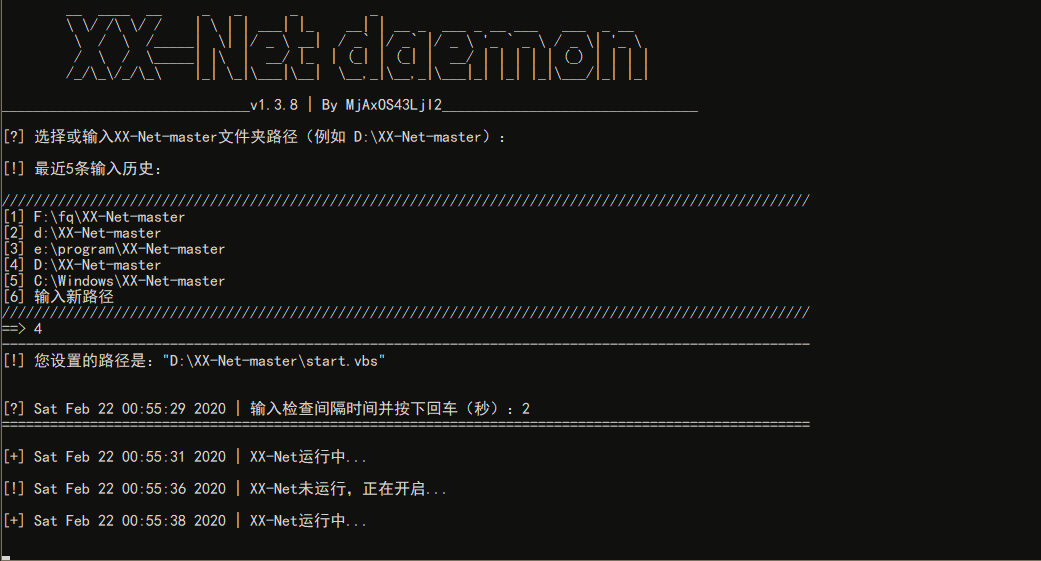 XX-Net daemon
v1.3.8 | By MjAxOS43LjI2
[?] 选择或输入XX-Net-master文件夹路径（例如 D:\XX-Net-master）：
[!] 最近5条输入历史：
/////////////////////////////////////////////////////////////////////////////////////////////////////
[1] F:\fq\XX-Net-master
[2] d:\XX-Net-master
[3] e:\program\XX-Net-master
[4] D:\XX-Net-master
[5] C:\Windows\XX-Net-master
[6] 输入新路径
/////////////////////////////////////////////////////////////////////////////////////////////////////
==> 4
=====================================================================================================
[!] 您设置的路径是："D:\XX-Net-master\start.vbs"
[?] Sat Feb 22 00:55:29 2020 | 输入检查间隔时间并按下回车（秒）：2
=====================================================================================================
[+] Sat Feb 22 00:55:31 2020 | XX-Net运行中...
[!] Sat Feb 22 00:55:36 2020 | XX-Net未运行，正在开启...
[+] Sat Feb 22 00:55:38 2020 | XX-Net运行中...